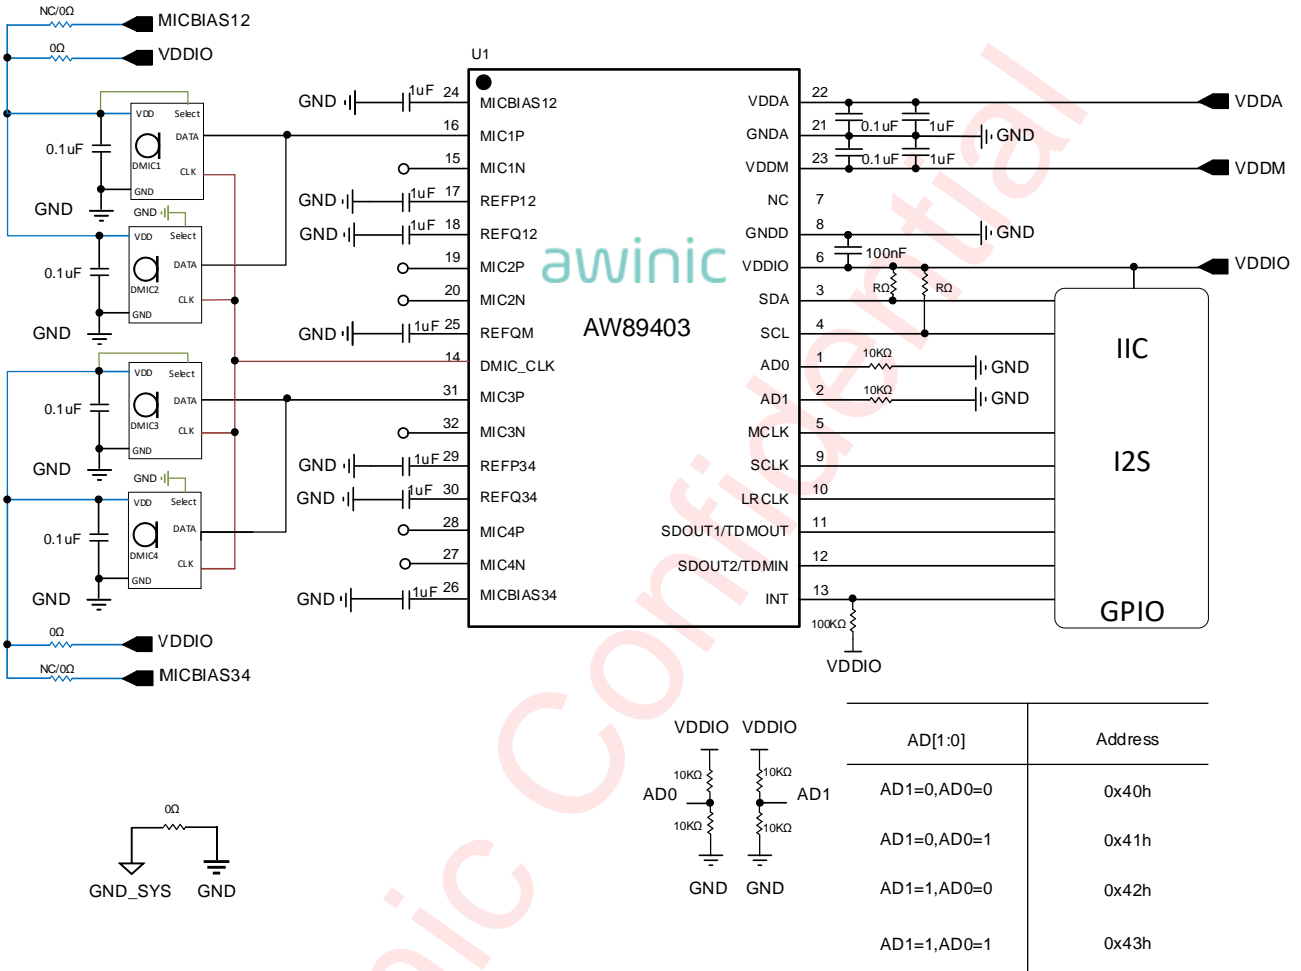 NC/0Ω
MICBIAS12
0Ω
VDDIO
VDD Select
DATA
DMIC1
CLK
GND
0.1uF
GND
GND
VDD Select
DATA
DMIC2
CLK
GND
0.1uF
GND
VDD Select
DATA
DMIC3
CLK
GND
0.1uF
GND
GND
VDD Select
DATA
DMIC4
CLK
GND
0.1uF
GND
0Ω
VDDIO
NC/0Ω
MICBIAS34
U1
GND 1uF 24 MICBIAS12
16 MIC1P
15 MIC1N
GND 1uF 17 REFP12
GND 1uF 18 REFQ12
19 MIC2P
20 MIC2N
GND 1uF 25 REFQM
14 DMIC_CLK
31 MIC3P
32 MIC3N
GND 1uF 29 REFP34
GND 1uF 30 REFQ34
28 MIC4P
27 MIC4N
GND 1uF 26 MICBIAS34
awinic
AW89403
VDDA 22 VDDA
0.1uF 1uF
GNDA 21 GND
0.1uF 1uF
VDDM 23 VDDM
NC 7
GNDD 8 GND
100nF
VDDIO 6 VDDIO
RΩ RΩ
SDA 3
SCL 4
AD0 1 10KΩ GND
AD1 2 10KΩ GND
MCLK 5
SCLK 9
LRCLK 10
SDOUT1/TDMOUT 11
SDOUT2/TDMIN 12
INT 13
100KΩ
VDDIO
IIC
I2S
GPIO
0Ω
GND_SYS GND
VDDIO VDDIO
10KΩ 10KΩ
AD0 AD1
10KΩ 10KΩ
GND GND
AD[1:0] Address
AD1=0,AD0=0 0x40h
AD1=0,AD0=1 0x41h
AD1=1,AD0=0 0x42h
AD1=1,AD0=1 0x43h
nic Confidential